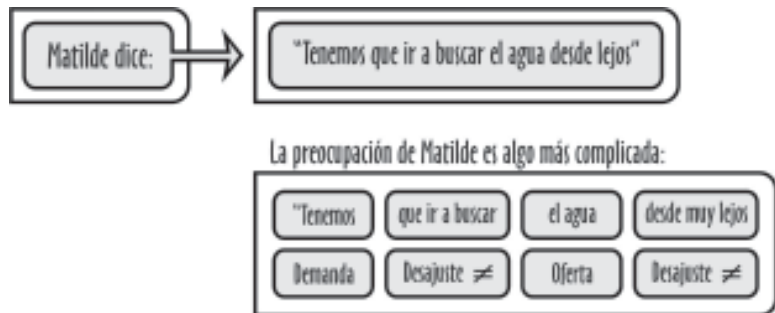 Matilde dice:
"Tenemos que ir a buscar el agua desde lejos"
La preocupación de Matilde es algo más complicada:
"Tenemos que ir a buscar el agua desde muy lejos
Demanda Desajuste ≠ Oferta Desajuste ≠